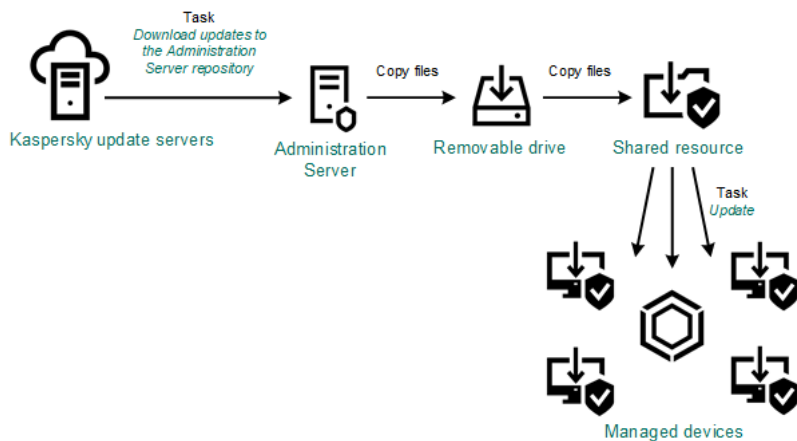 Task
Download updates to
the Administration
Server repository
Copy files
Copy files
Kaspersky update servers
Administration
Server
Removable drive
Shared resource
Task
Update
Managed devices